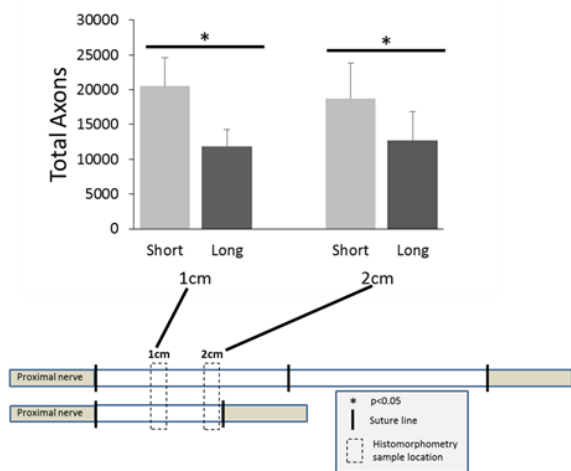 * *
30000
25000
20000
15000
10000
5000
0
Total Axons
Short Long Short Long
1cm 2cm
1cm 2cm
Proximal nerve
Proximal nerve
* p<0.05
Suture line
Histomorphometry
sample location